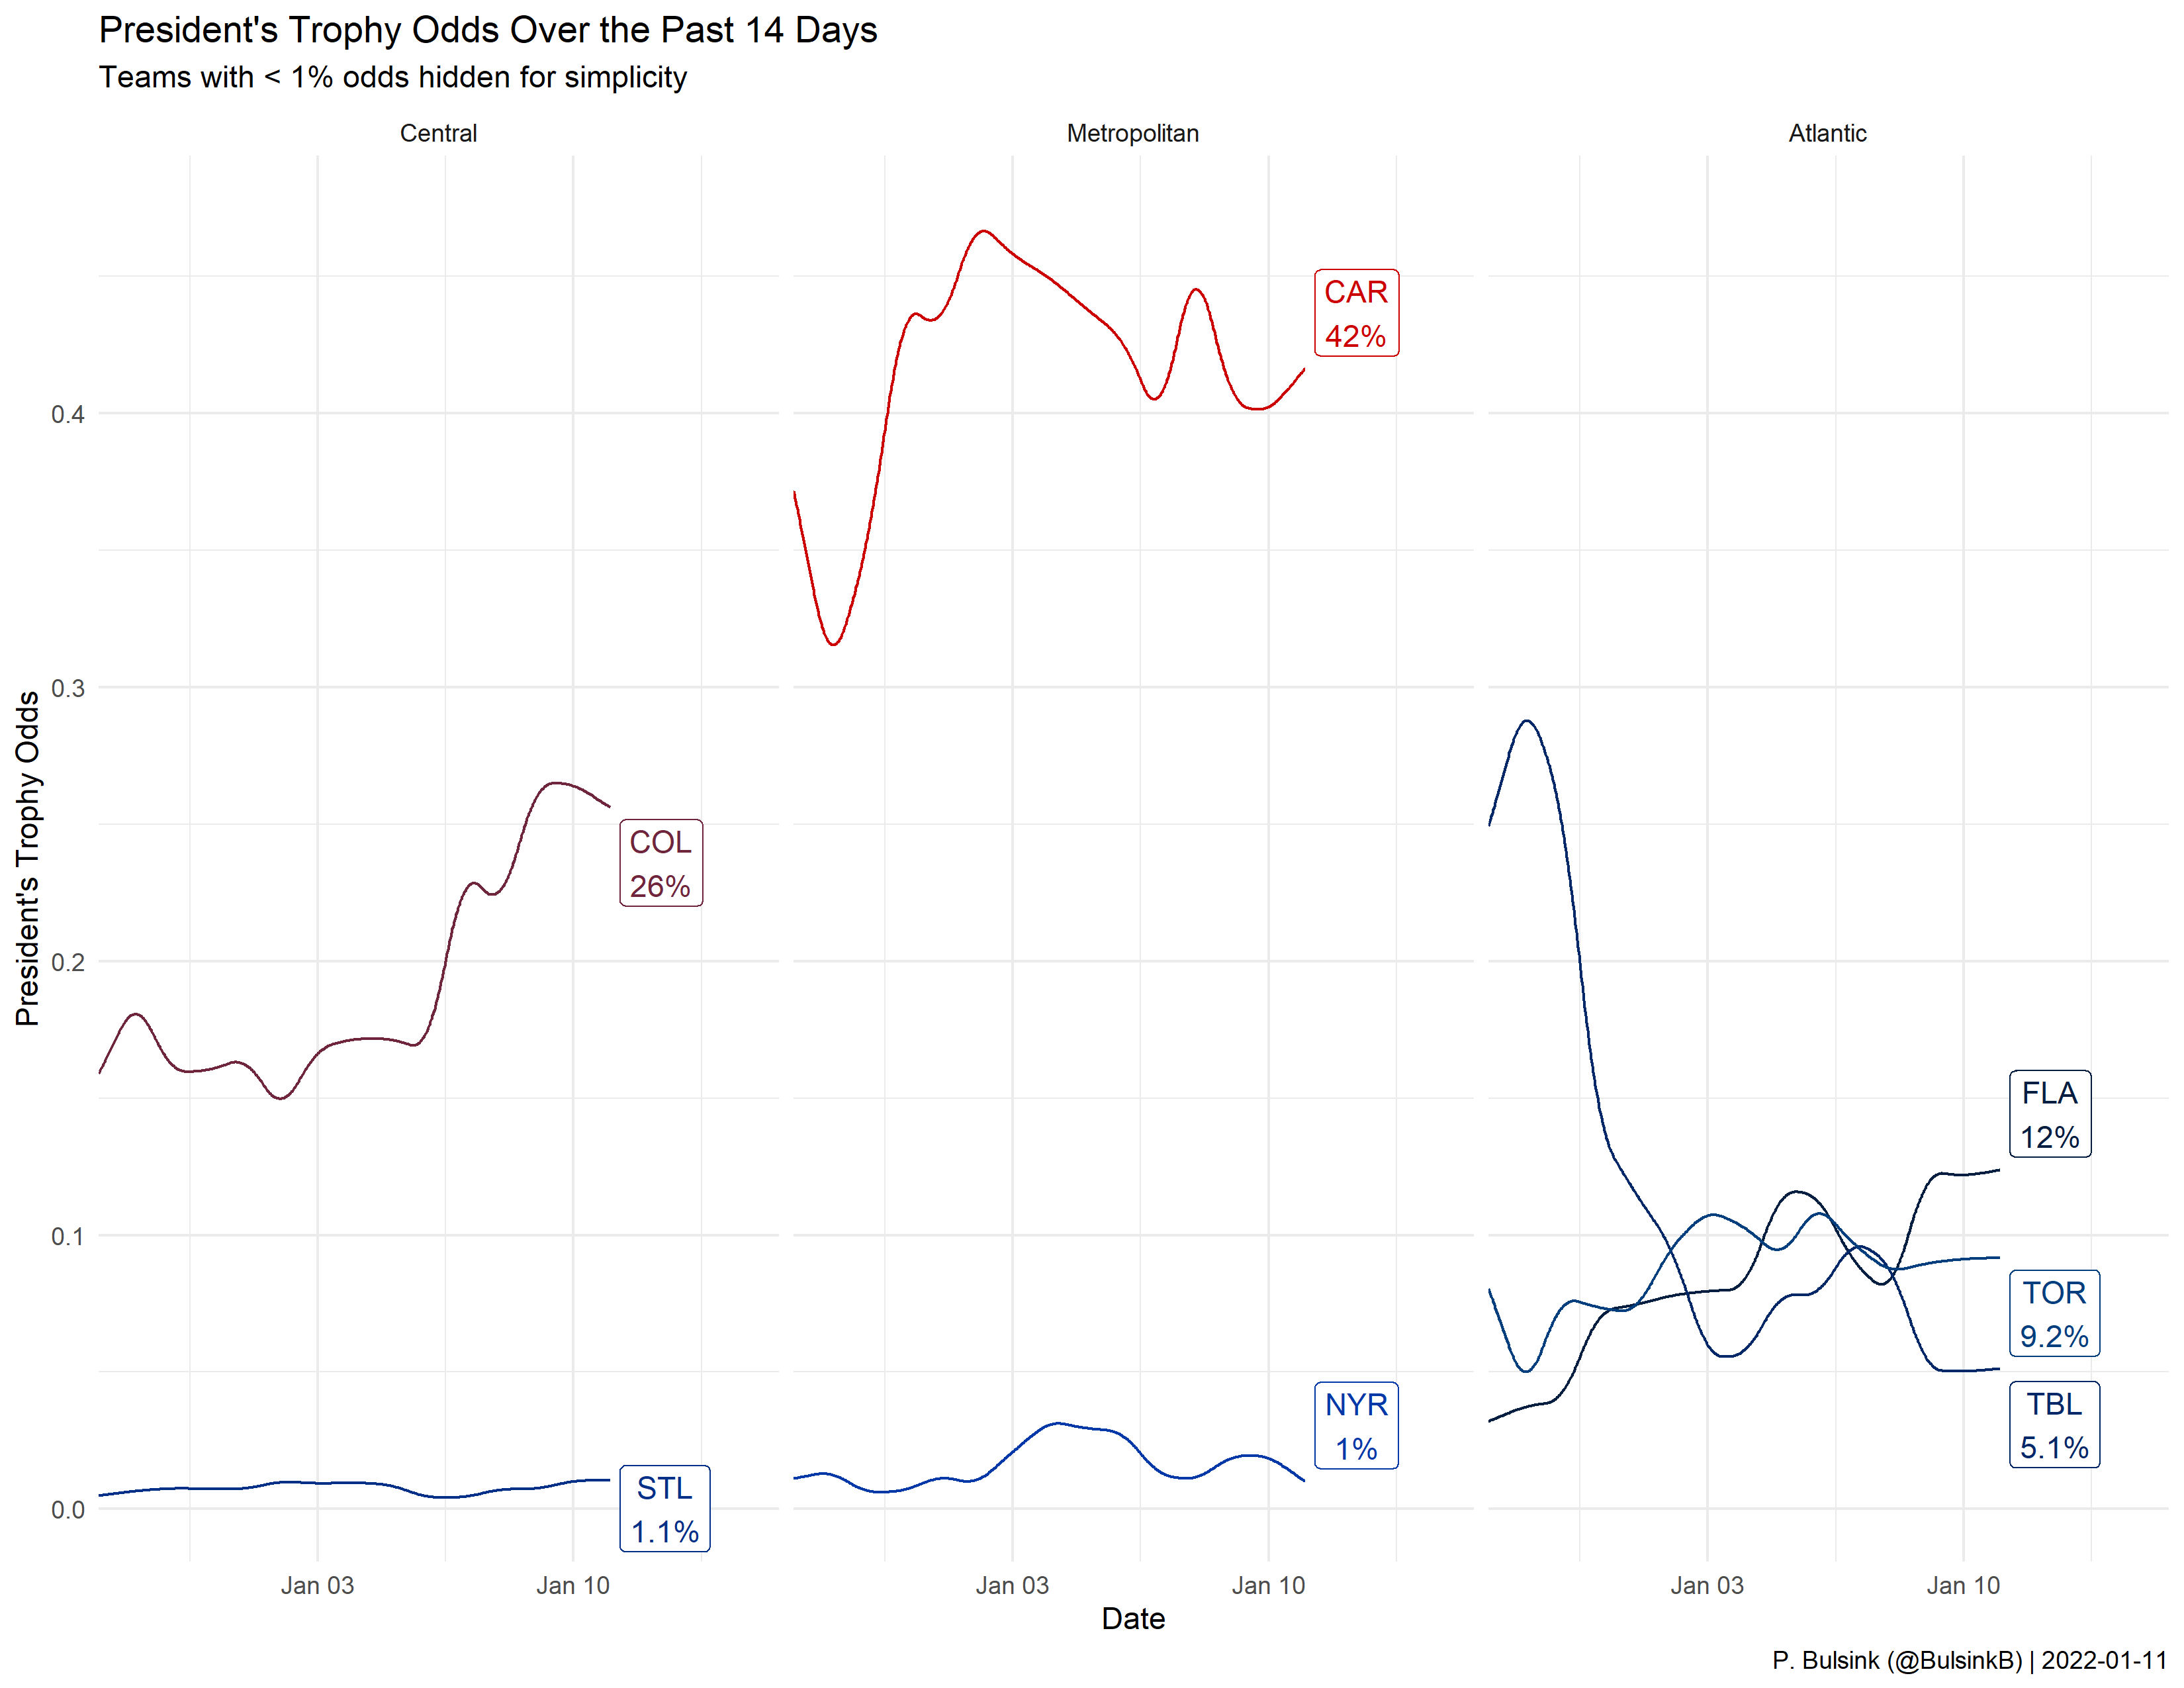 President's Trophy Odds Over the Past 14 Days
Teams with < 1% odds hidden for simplicity
Central
Metropolitan
Atlantic
President's Trophy Odds
0.4
0.3
0.2
0.1
0.0
COL
26%
STL
1.1%
CAR
42%
NYR
1%
FLA
12%
TOR
9.2%
TBL
5.1%
Jan 03
Jan 10
Jan 03
Jan 10
Jan 03
Jan 10
Date
P. Bulsink (@BulsinkB) | 2022-01-11